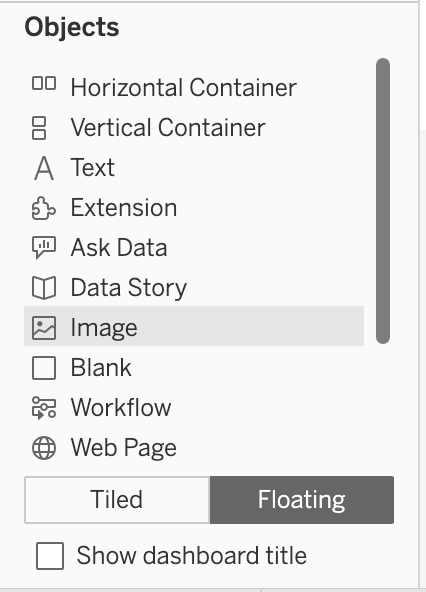 Objects
Horizontal Container
Vertical Container
Text
Extension
Ask Data
Data Story
Image
Blank
Workflow
Web Page
Tiled Floating
Show dashboard title